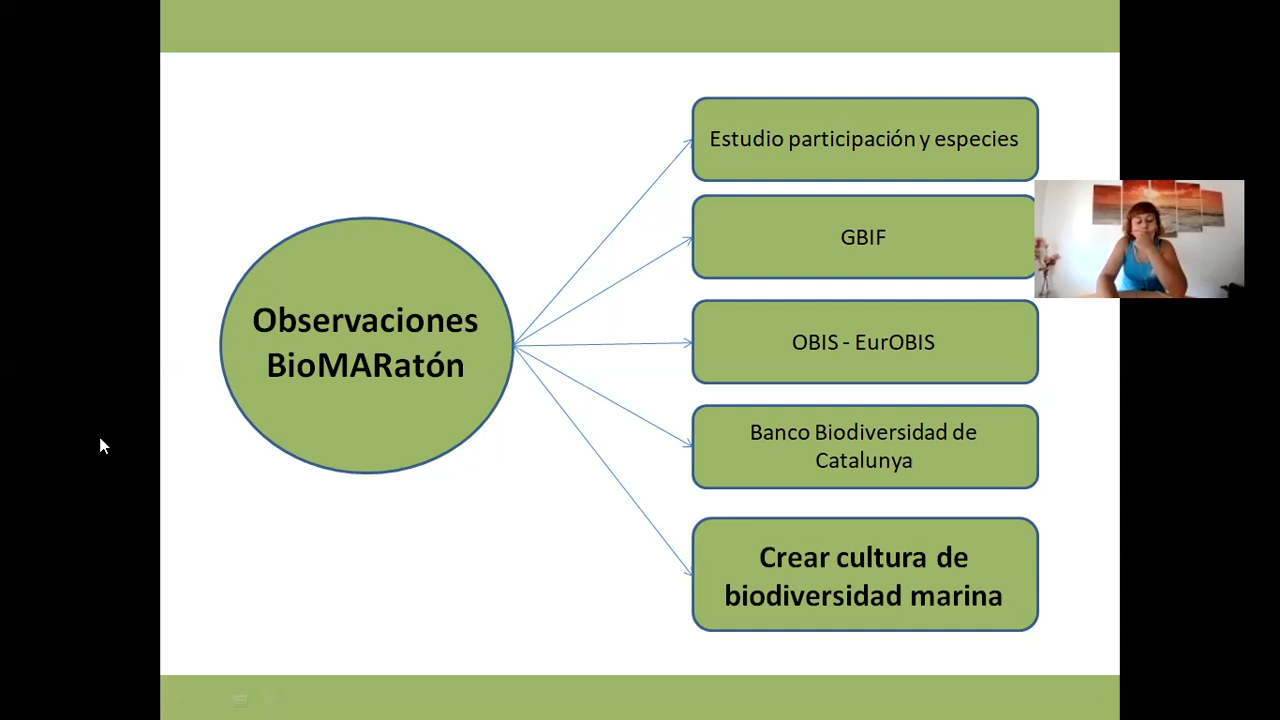 Observaciones
BioMARatón
Estudio participación y especies
GBIF
OBIS - EurOBIS
Banco Biodiversidad de
Catalunya
Crear cultura de
biodiversidad marina